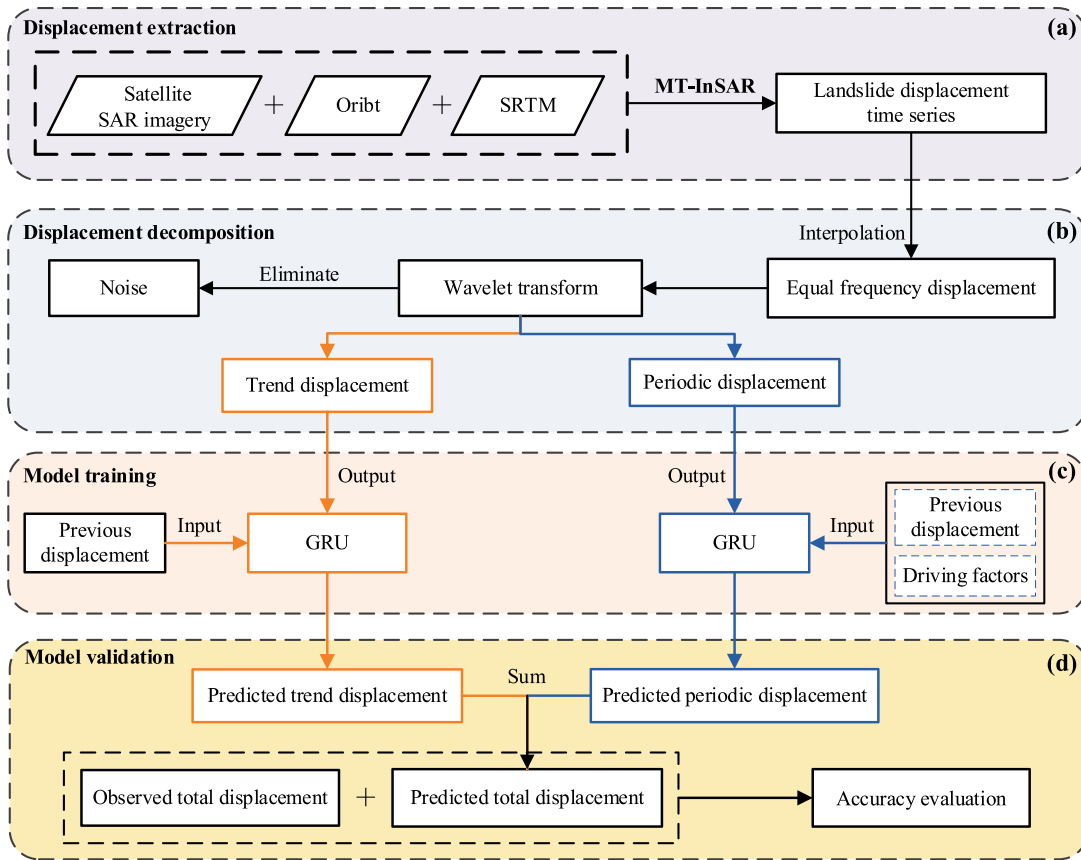 Displacement extraction
(a)
Satellite
SAR imagery
+
Oribt
+
SRTM
MT-InSAR
Landslide displacement
time series
Displacement decomposition
(b)
Interpolation
Noise
Eliminate
Wavelet transform
Equal frequency displacement
Trend displacement
Periodic displacement
Model training
(c)
Output
Output
Previous
displacement
Input
GRU
GRU
Input
Previous
displacement
Driving factors
Model validation
(d)
Predicted trend displacement
Sum
Predicted periodic displacement
Observed total displacement
+
Predicted total displacement
Accuracy evaluation